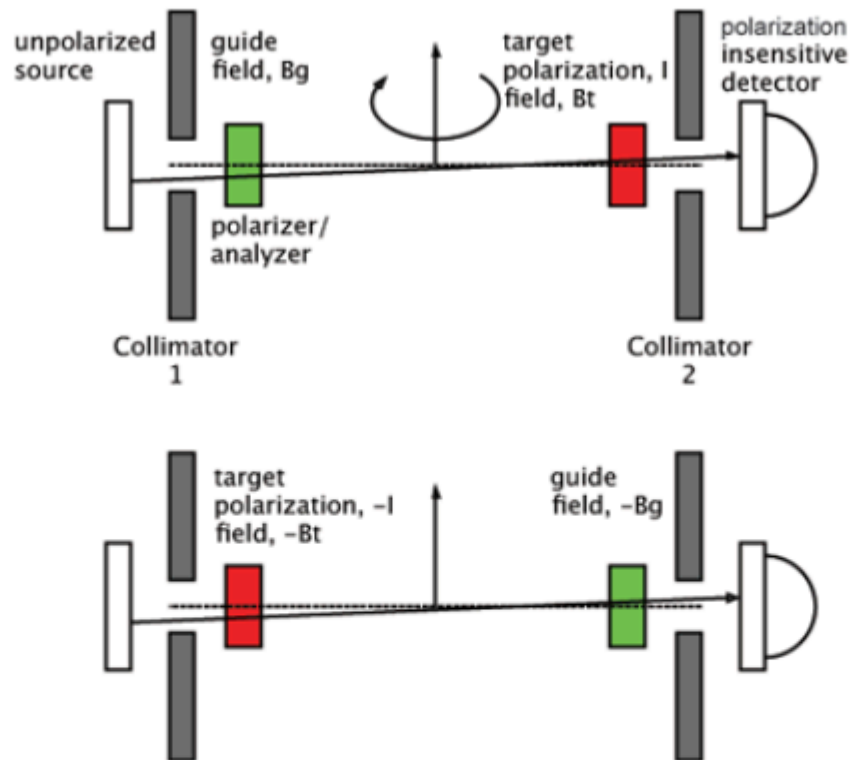 unpolarized
source
guide
field, Bg
target
polarization, I
field, Bt
polarization
insensitive
detector
polarizer/
analyzer
Collimator
1
Collimator
2
target
polarization, -I
field, -Bt
guide
field, -Bg